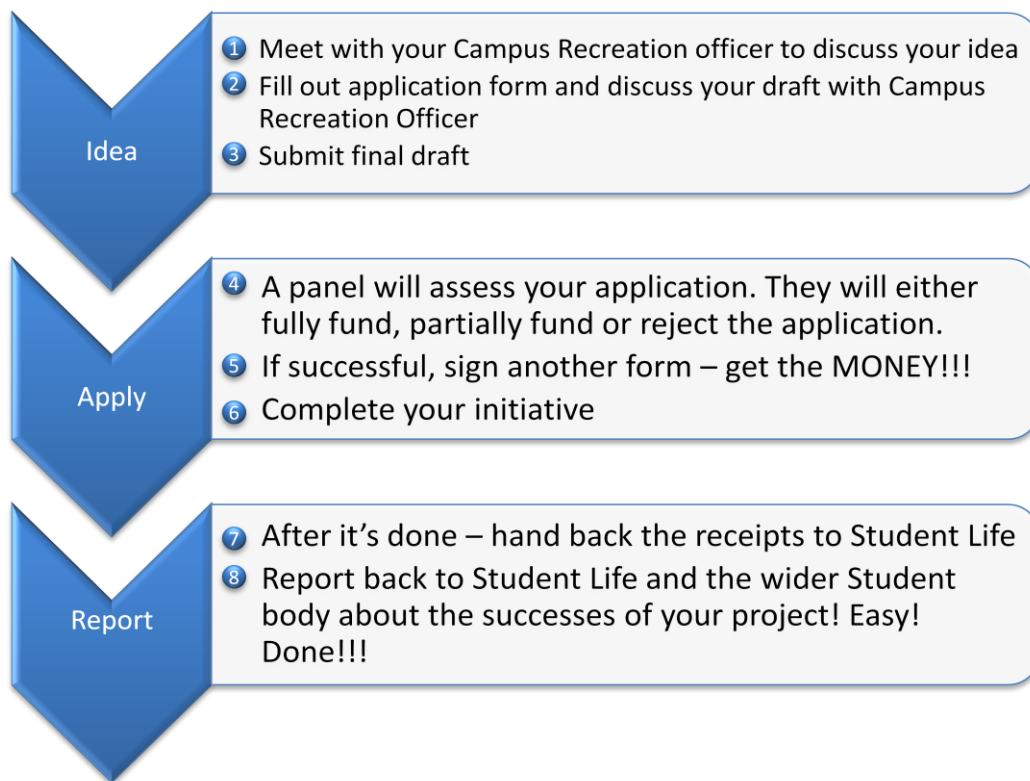 Idea
1 Meet with your Campus Recreation officer to discuss your idea
2 Fill out application form and discuss your draft with Campus
Recreation Officer
3 Submit final draft
Apply
4 A panel will assess your application. They will either
fully fund, partially fund or reject the application.
5 If successful, sign another form – get the MONEY!!!
6 Complete your initiative
Report
7 After it’s done – hand back the receipts to Student Life
8 Report back to Student Life and the wider Student
body about the successes of your project! Easy!
Done!!!